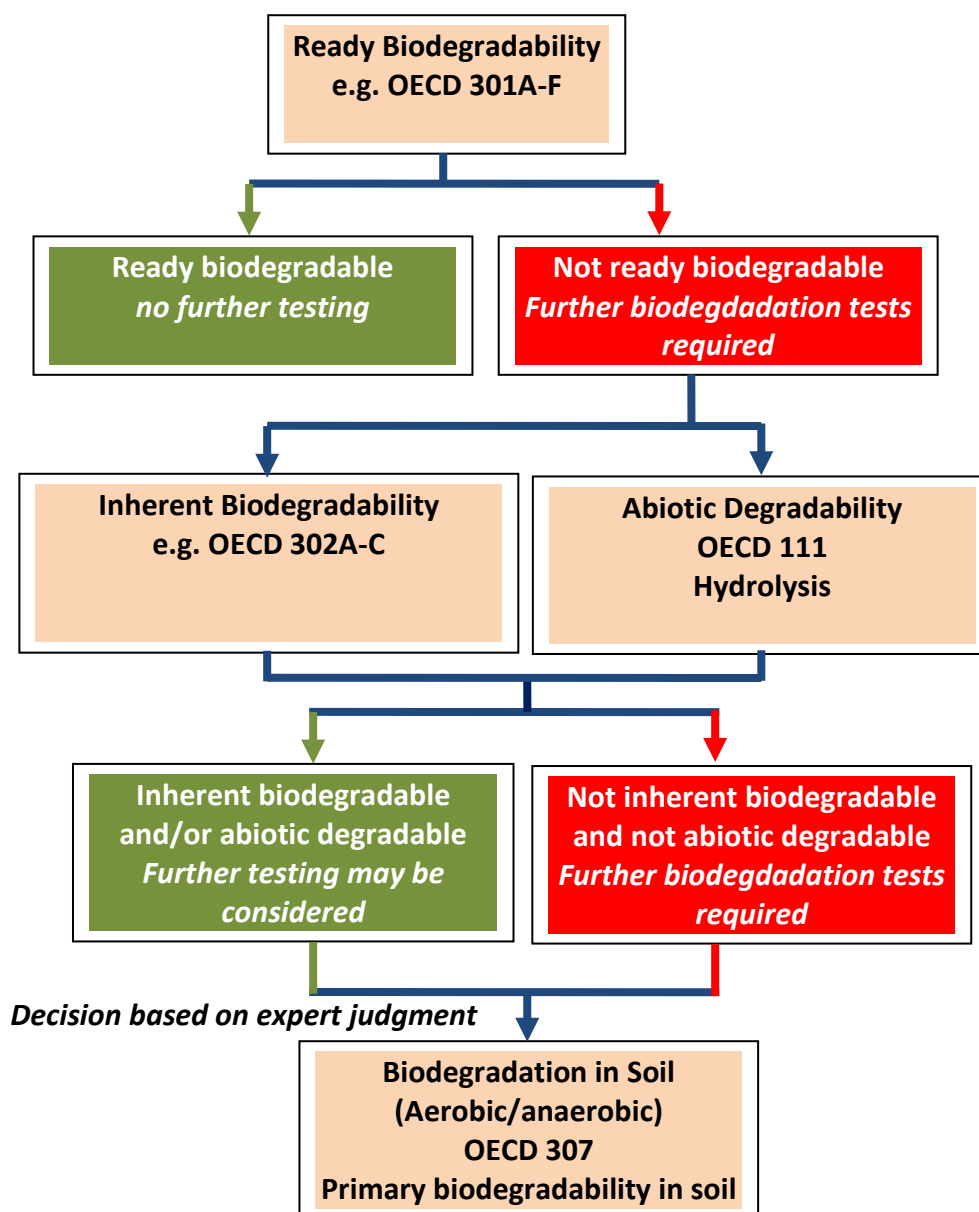 Ready Biodegradability
e.g. OECD 301A-F
Ready biodegradable
no further testing
Not ready biodegradable
Further biodegdadation tests
required
Inherent Biodegradability
e.g. OECD 302A-C
Abiotic Degradability
OECD 111
Hydrolysis
Inherent biodegradable
and/or abiotic degradable
Further testing may be
considered
Not inherent biodegradable
and not abiotic degradable
Further biodegdadation tests
required
Decision based on expert judgment
Biodegradation in Soil
(Aerobic/anaerobic)
OECD 307
Primary biodegradability in soil